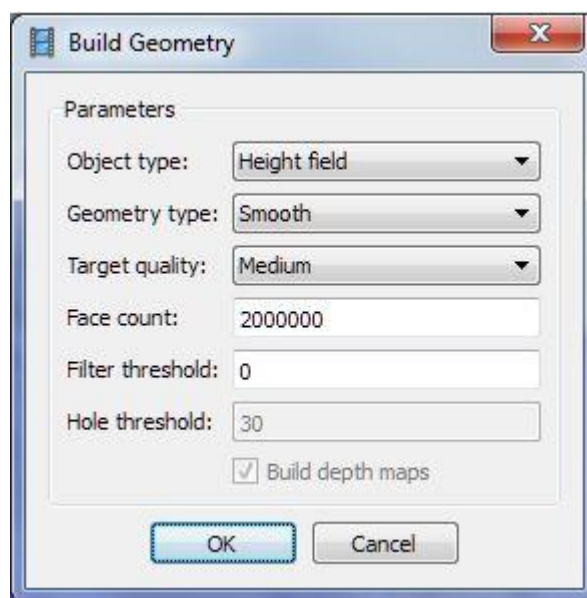 Build Geometry
Parameters
Object type: Height field
Geometry type: Smooth
Target quality: Medium
Face count: 2000000
Filter threshold: 0
Hole threshold: 30
Build depth maps
OK Cancel